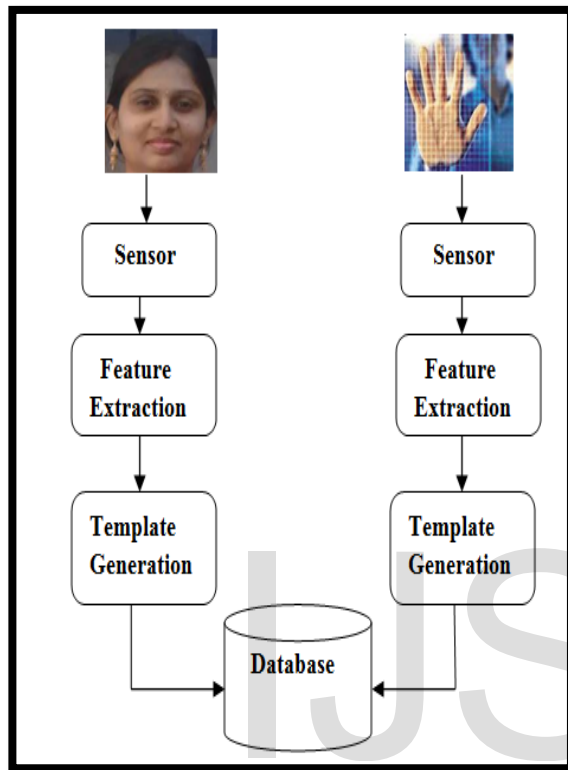 Sensor
Feature
Extraction
Template
Generation
Sensor
Feature
Extraction
Template
Generation
Database
IJS